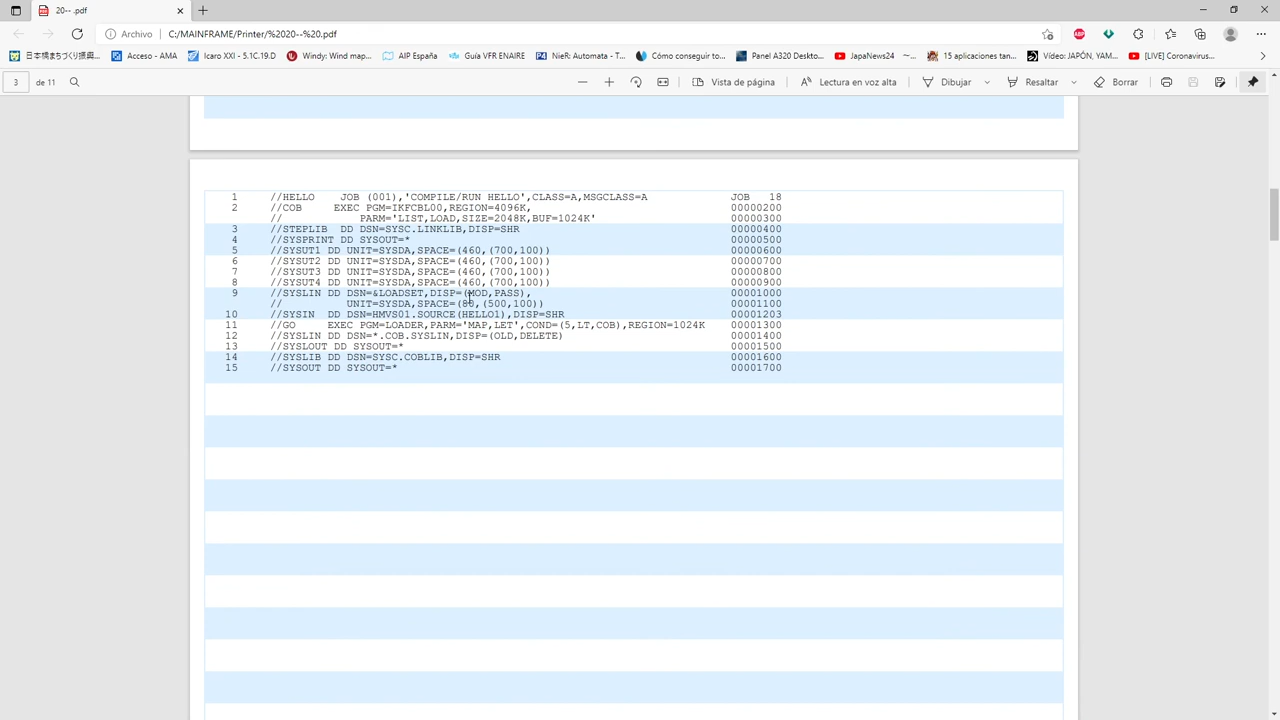 20-- .pdf
Archivo C:/MAINFRAME/Printer/%2020--%20.pdf
日本橋まちづくり振興... Acceso - AMA Icaro XXI - 5.1C.19.D Windy: Wind map... AIP España Guía VFR ENAIRE NieR: Automata - T... Cómo conseguir to... Panel A320 Deskto... JapaNews24 ~... 15 aplicaciones tan... Vídeo: JAPÓN, YAM... [LIVE] Coronavirus...
3 de 11 Vista de página Lectura en voz alta Dibujar Resaltar Borrar
1 //HELLO JOB (001),'COMPILE/RUN HELLO',CLASS=A,MSGCLASS=A JOB 18
2 //COB EXEC PGM=IKFCBL00,REGION=4096K, 00000200
// PARM='LIST,LOAD,SIZE=2048K,BUF=1024K' 00000300
3 //STEPLIB DD DSN=SYSC.LINKLIB,DISP=SHR 00000400
4 //SYSPRINT DD SYSOUT=* 00000500
5 //SYSUT1 DD UNIT=SYSDA,SPACE=(460,(700,100)) 00000600
6 //SYSUT2 DD UNIT=SYSDA,SPACE=(460,(700,100)) 00000700
7 //SYSUT3 DD UNIT=SYSDA,SPACE=(460,(700,100)) 00000800
8 //SYSUT4 DD UNIT=SYSDA,SPACE=(460,(700,100)) 00000900
9 //SYSLIN DD DSN=&LOADSET,DISP=(MOD,PASS), 00001000
// UNIT=SYSDA,SPACE=(80,(500,100)) 00001100
10 //SYSIN DD DSN=HMVS01.SOURCE(HELLO1),DISP=SHR 00001203
11 //GO EXEC PGM=LOADER,PARM='MAP,LET',COND=(5,LT,COB),REGION=1024K 00001300
12 //SYSLIN DD DSN=*.COB.SYSLIN,DISP=(OLD,DELETE) 00001400
13 //SYSLOUT DD SYSOUT=* 00001500
14 //SYSLIB DD DSN=SYSC.COBLIB,DISP=SHR 00001600
15 //SYSOUT DD SYSOUT=* 00001700